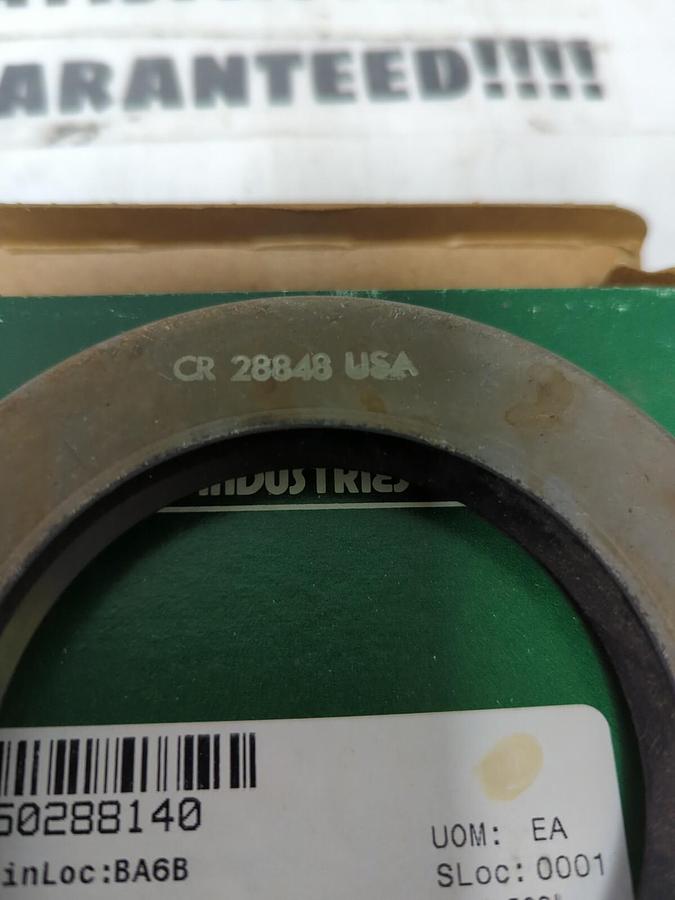 ARANTEED!!!!
CR 28848 USA
INDUSTRIES
50288140
inLoc:BA6B
UOM: EA
SLoc: 0001